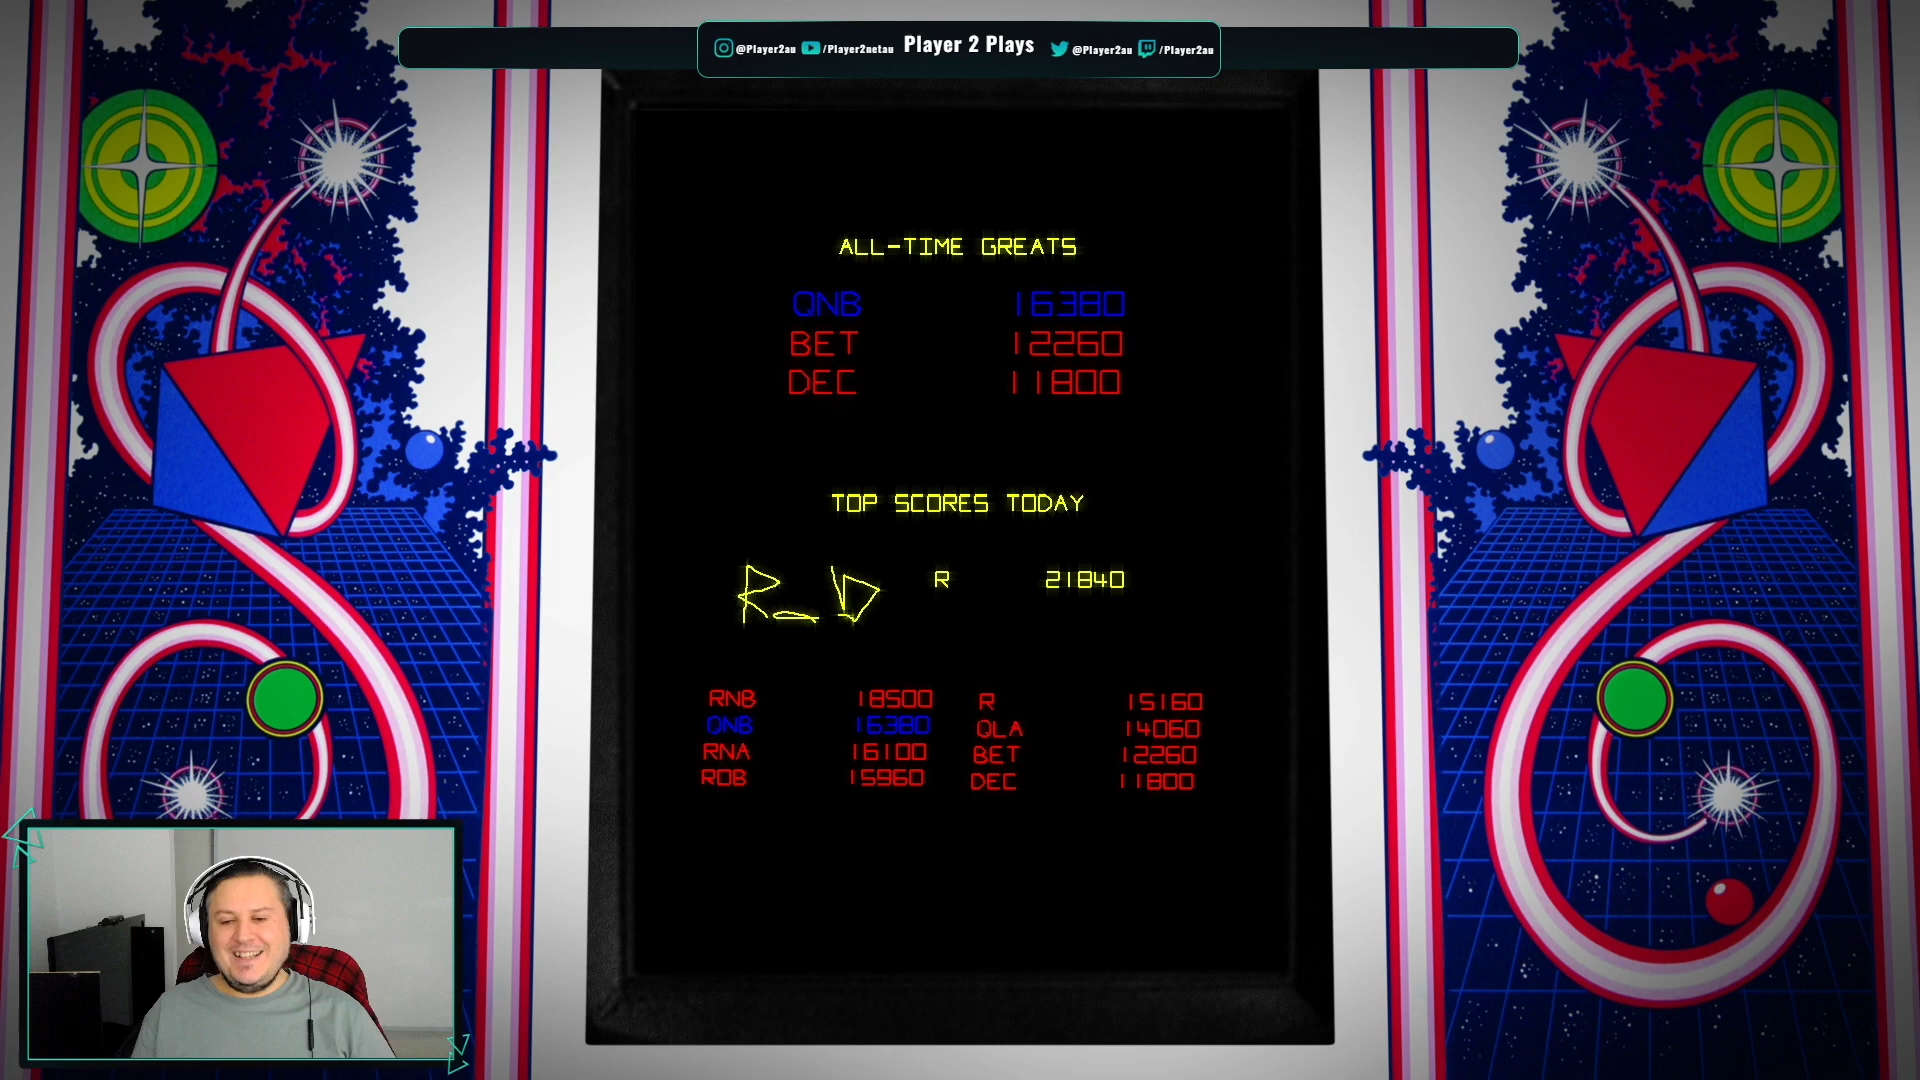 @Player2au /Player2netau Player 2 Plays @Player2au /Player2au
ALL-TIME GREATS
QNB 16380
BET 12260
DEC 11800
TOP SCORES TODAY
R 21840
RNB 18500 R 15160
QNB 16380 QLA 14060
RNA 16100 BET 12260
ROB 15960 DEC 11800